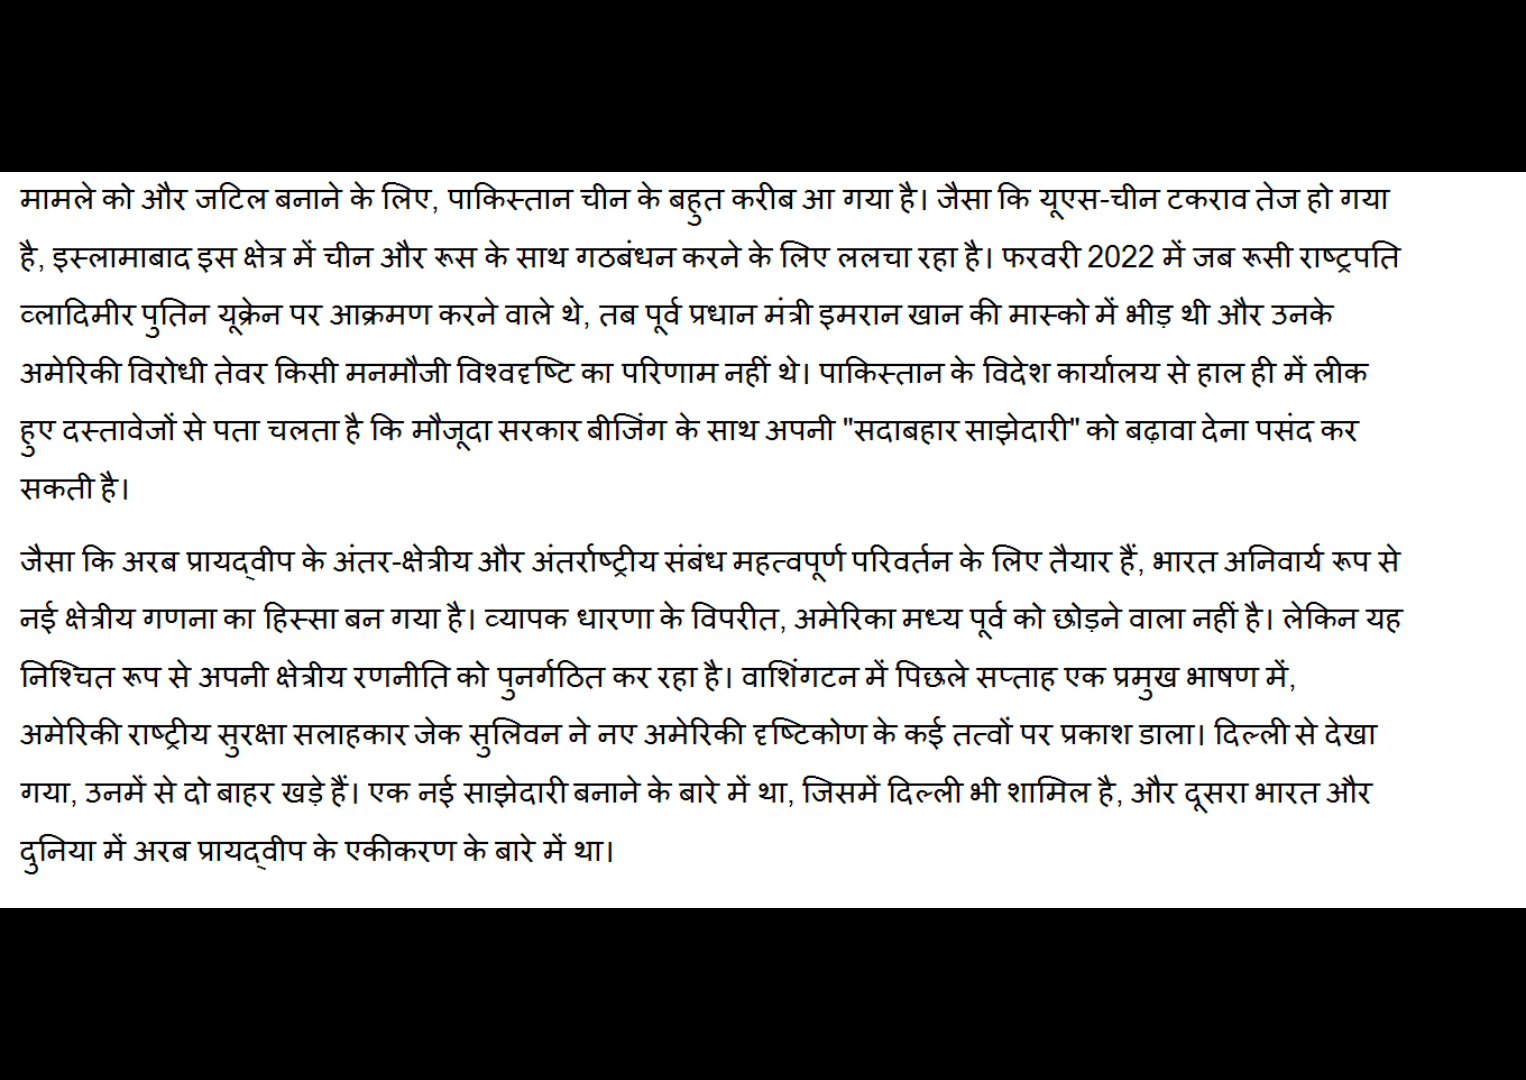 मामले को और जटिल बनाने के लिए, पाकिस्तान चीन के बहुत करीब आ गया है। जैसा कि यूएस-चीन टकराव तेज हो गया
है, इस्लामाबाद इस क्षेत्र में चीन और रूस के साथ गठबंधन करने के लिए ललचा रहा है। फरवरी 2022 में जब रूसी राष्ट्रपति
व्लादिमीर पुतिन यूक्रेन पर आक्रमण करने वाले थे, तब पूर्व प्रधान मंत्री इमरान खान की मास्को में भीड़ थी और उनके
अमेरिकी विरोधी तेवर किसी मनमौजी विश्वदृष्टि का परिणाम नहीं थे। पाकिस्तान के विदेश कार्यालय से हाल ही में लीक
हुए दस्तावेजों से पता चलता है कि मौजूदा सरकार बीजिंग के साथ अपनी "सदाबहार साझेदारी" को बढ़ावा देना पसंद कर
सकती है।
जैसा कि अरब प्रायद्वीप के अंतर-क्षेत्रीय और अंतर्राष्ट्रीय संबंध महत्वपूर्ण परिवर्तन के लिए तैयार हैं, भारत अनिवार्य रूप से
नई क्षेत्रीय गणना का हिस्सा बन गया है। व्यापक धारणा के विपरीत, अमेरिका मध्य पूर्व को छोड़ने वाला नहीं है। लेकिन यह
निश्चित रूप से अपनी क्षेत्रीय रणनीति को पुनर्गठित कर रहा है। वाशिंगटन में पिछले सप्ताह एक प्रमुख भाषण में,
अमेरिकी राष्ट्रीय सुरक्षा सलाहकार जेक सुलिवन ने नए अमेरिकी दृष्टिकोण के कई तत्वों पर प्रकाश डाला। दिल्ली से देखा
गया, उनमें से दो बाहर खड़े हैं। एक नई साझेदारी बनाने के बारे में था, जिसमें दिल्ली भी शामिल है, और दूसरा भारत और
दुनिया में अरब प्रायद्वीप के एकीकरण के बारे में था।